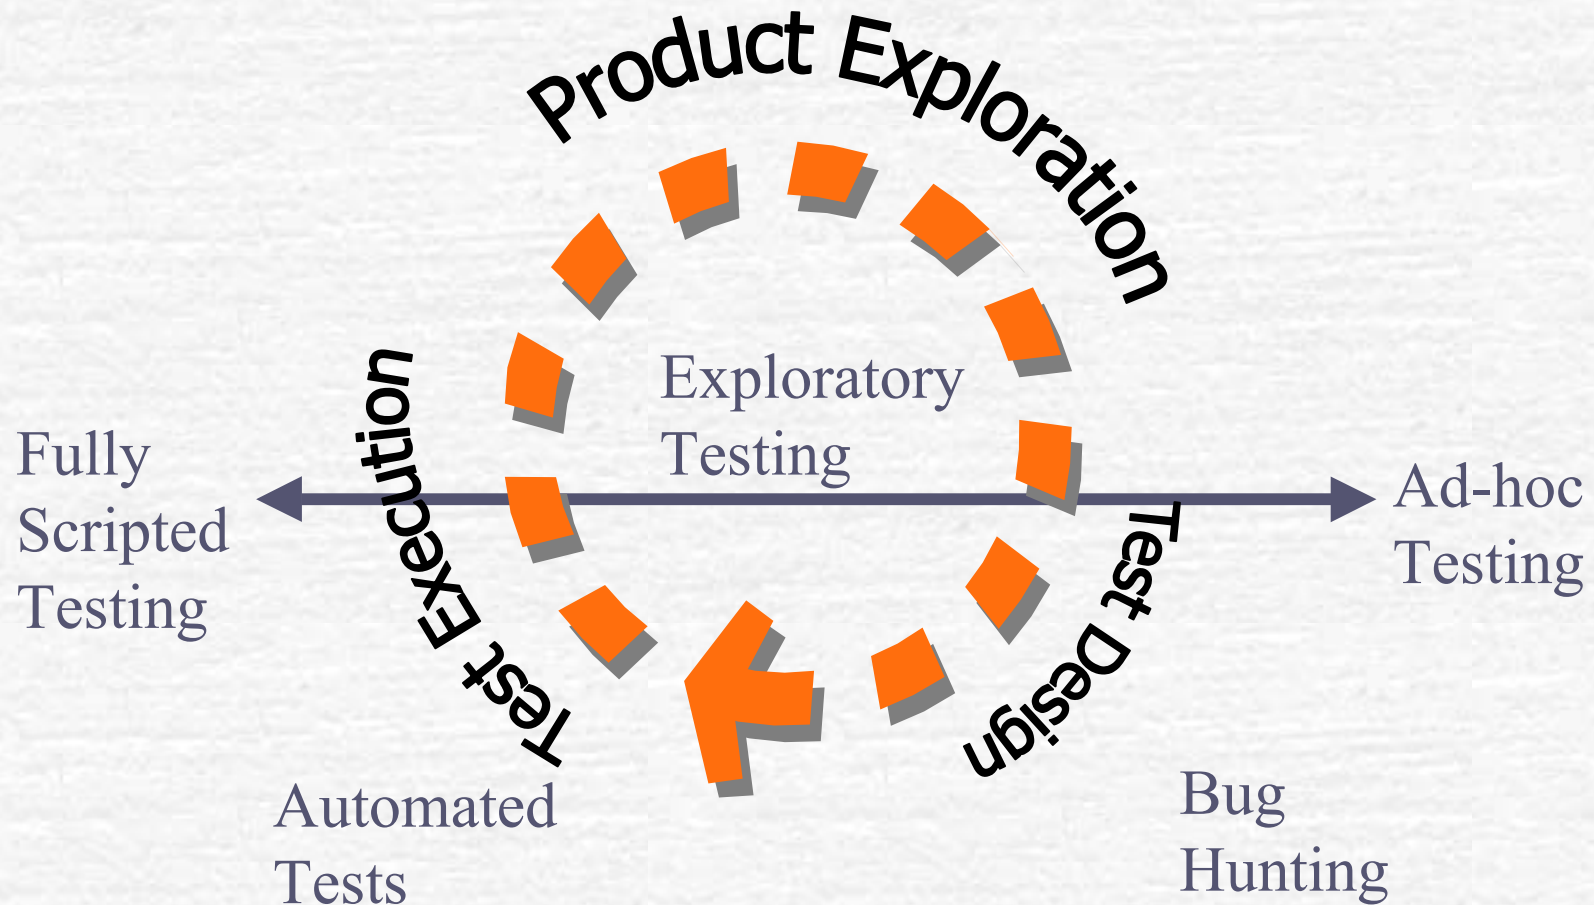 Product Exploration
Exploratory
Testing
Fully
Scripted
Testing
Test Execution
Ad-hoc
Testing
Test Design
Automated
Tests
Bug
Hunting